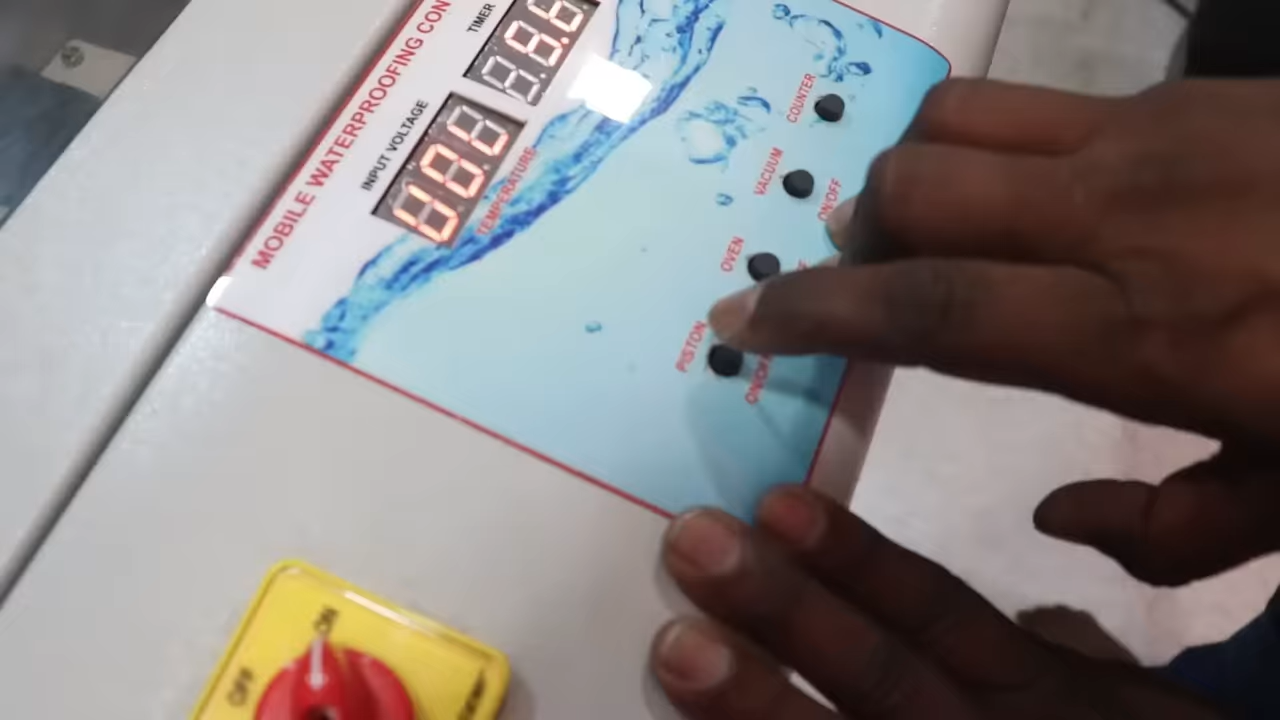 MOBILE WATERPROOFING CON
TIMER
INPUT VOLTAGE
TEMPERATURE
COUNTER
VACUUM
ON/OFF
OVEN
PISTON
ON/OFF
ON
OFF